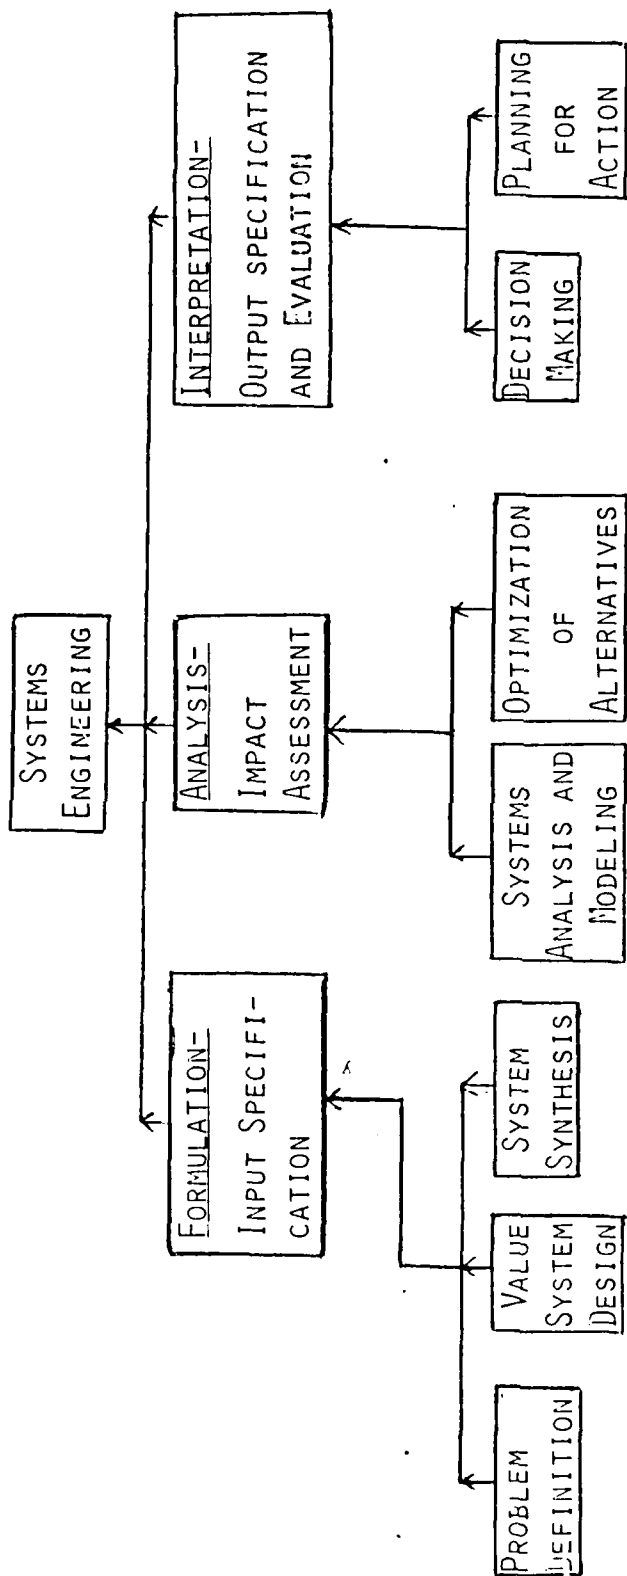 SYSTEMS
ENGINEERING
FORMULATION-
INPUT SPECIFI-
CATION
ANALYSIS-
IMPACT
ASSESSMENT
INTERPRETATION-
OUTPUT SPECIFICATION
AND EVALUATION
PROBLEM
DEFINITION
VALUE
SYSTEM
DESIGN
SYSTEM
SYNTHESIS
SYSTEMS
ANALYSIS AND
MODELING
OPTIMIZATION
OF
ALTERNATIVES
DECISION
MAKING
PLANNING
FOR
ACTION